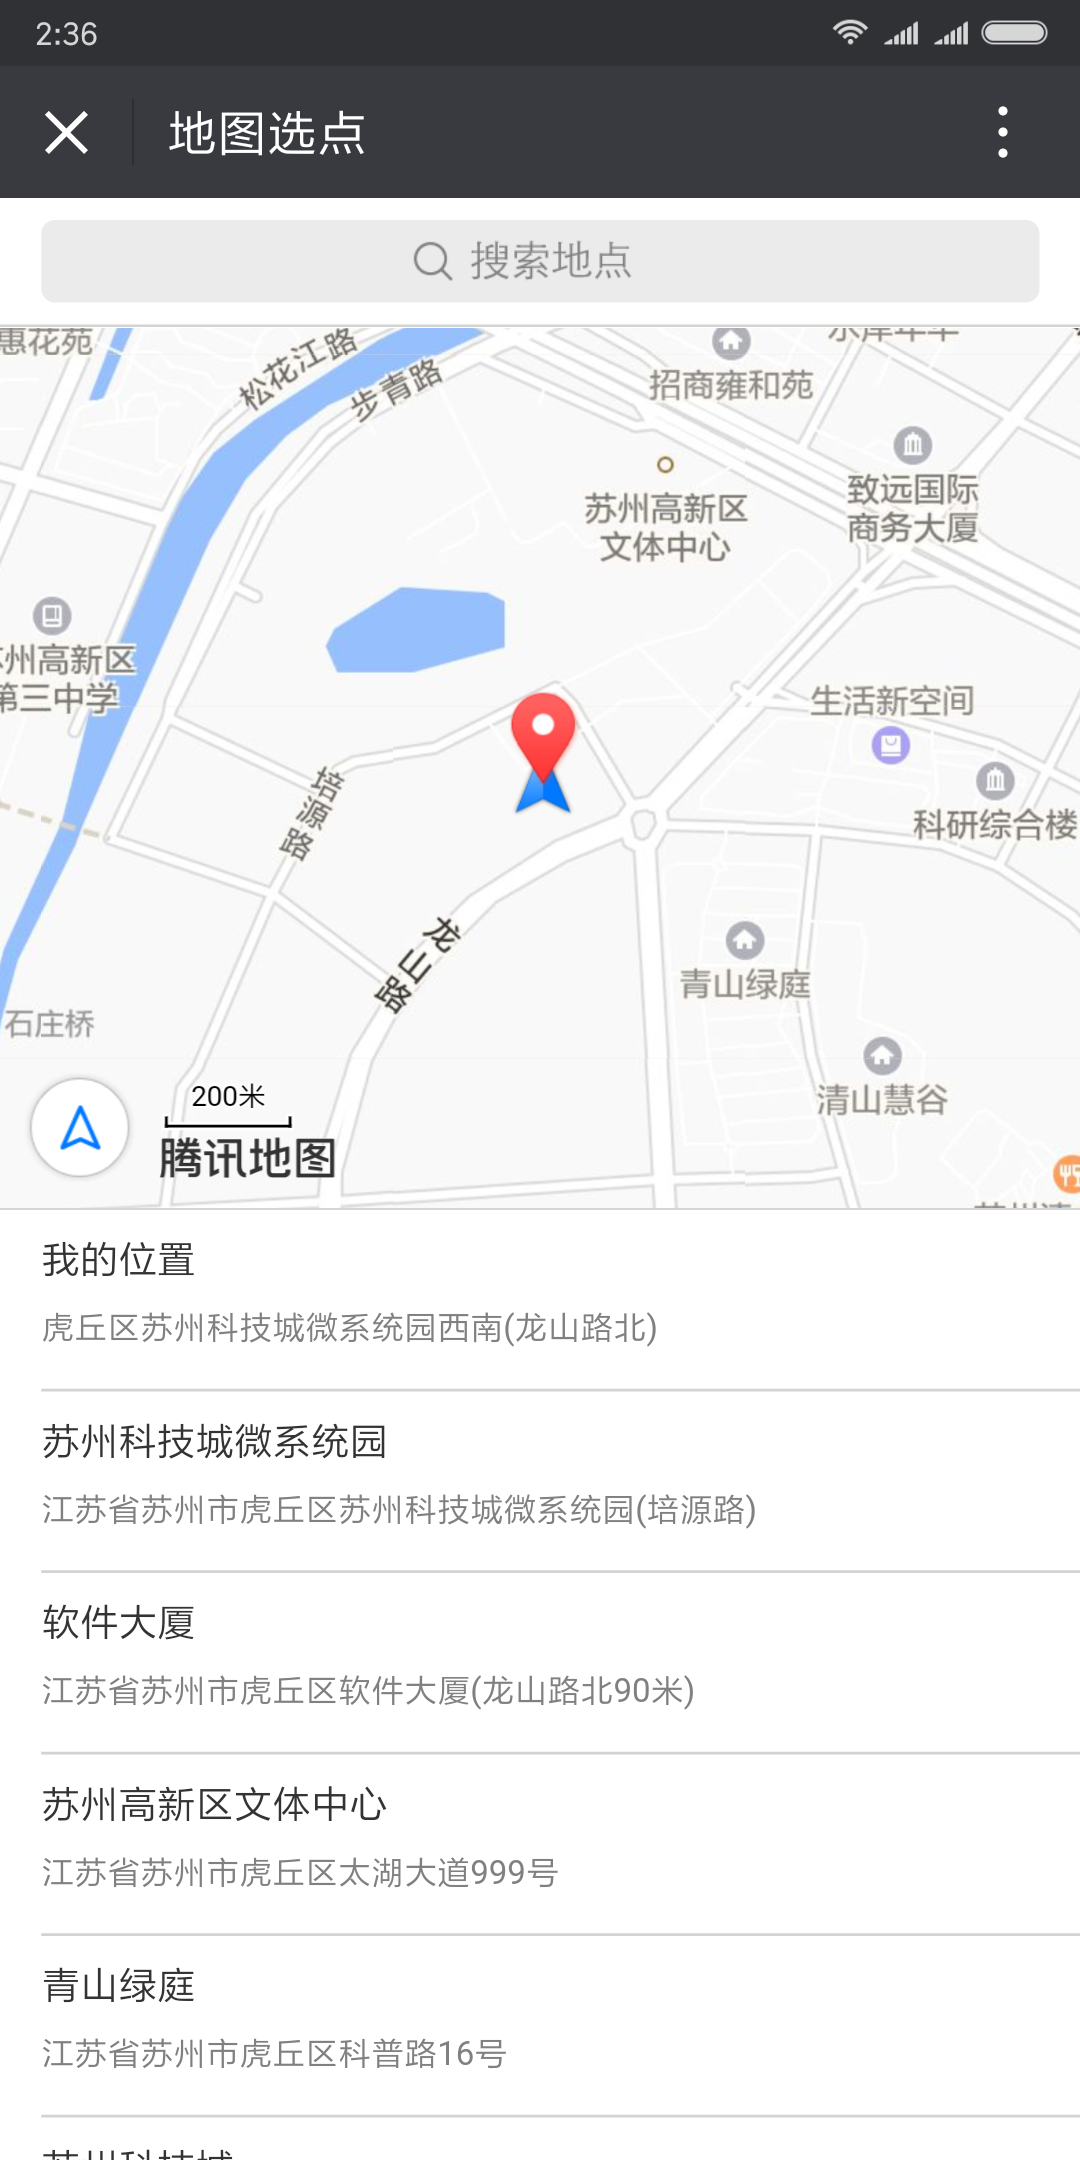 2:36
地图选点
搜索地点
惠花苑
松花江路
步青路
招商雍和苑
苏州高新区
文体中心
致远国际
商务大厦
州高新区
第三中学
生活新空间
科研综合楼
培源路
龙山路
青山绿庭
石庄桥
清山慧谷
200米
腾讯地图
我的位置
虎丘区苏州科技城微系统园西南(龙山路北)
苏州科技城微系统园
江苏省苏州市虎丘区苏州科技城微系统园(培源路)
软件大厦
江苏省苏州市虎丘区软件大厦(龙山路北90米)
苏州高新区文体中心
江苏省苏州市虎丘区太湖大道999号
青山绿庭
江苏省苏州市虎丘区科普路16号
苏州科技城